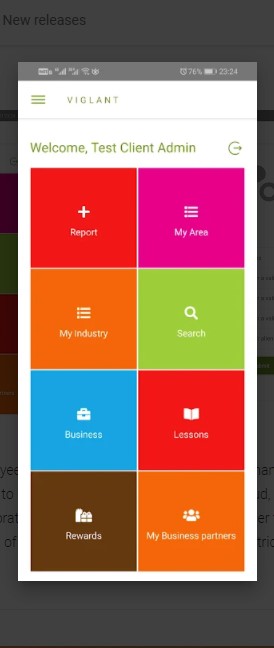 New releases
76% 23:24
VIGLANT
Welcome, Test Client Admin
Report
My Area
My Industry
Search
Business
Lessons
Rewards
My Business partners